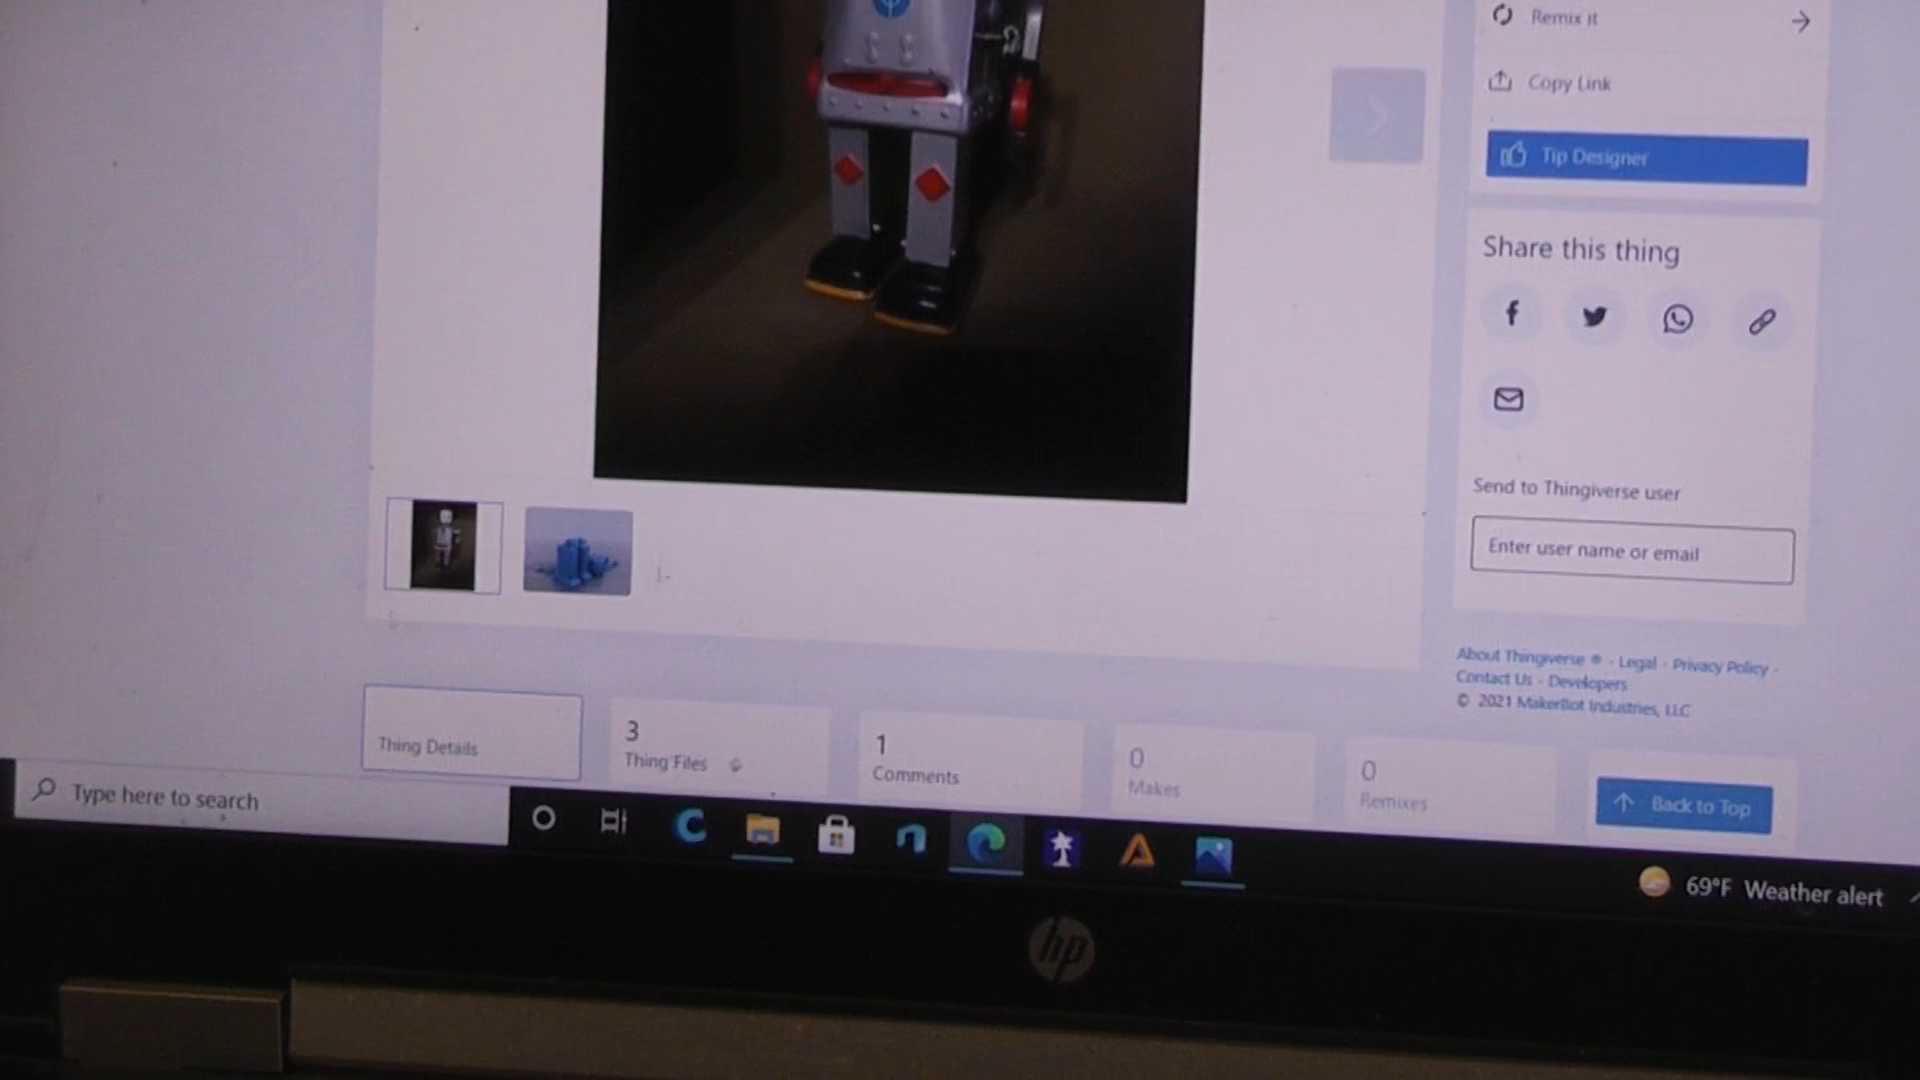 Remix it
Copy Link
Tip Designer
Share this thing
Send to Thingiverse user
Enter user name or email
About Thingiverse ® · Legal · Privacy Policy ·
Contact Us · Developers
© 2021 MakerBot Industries, LLC
Thing Details
3
Thing Files
1
Comments
0
Makes
0
Remixes
Back to Top
Type here to search
69°F Weather alert
hp